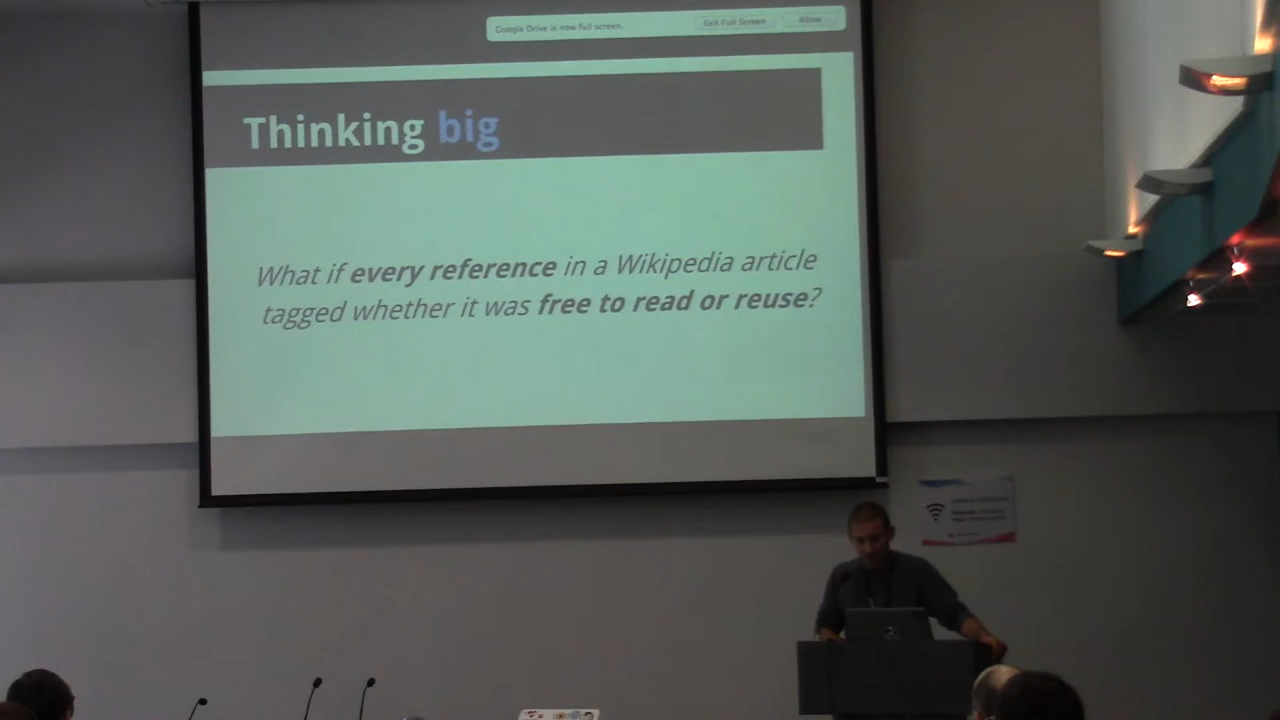 Google Drive is now full screen. Exit Full Screen Allow
Thinking big
What if every reference in a Wikipedia article
tagged whether it was free to read or reuse?